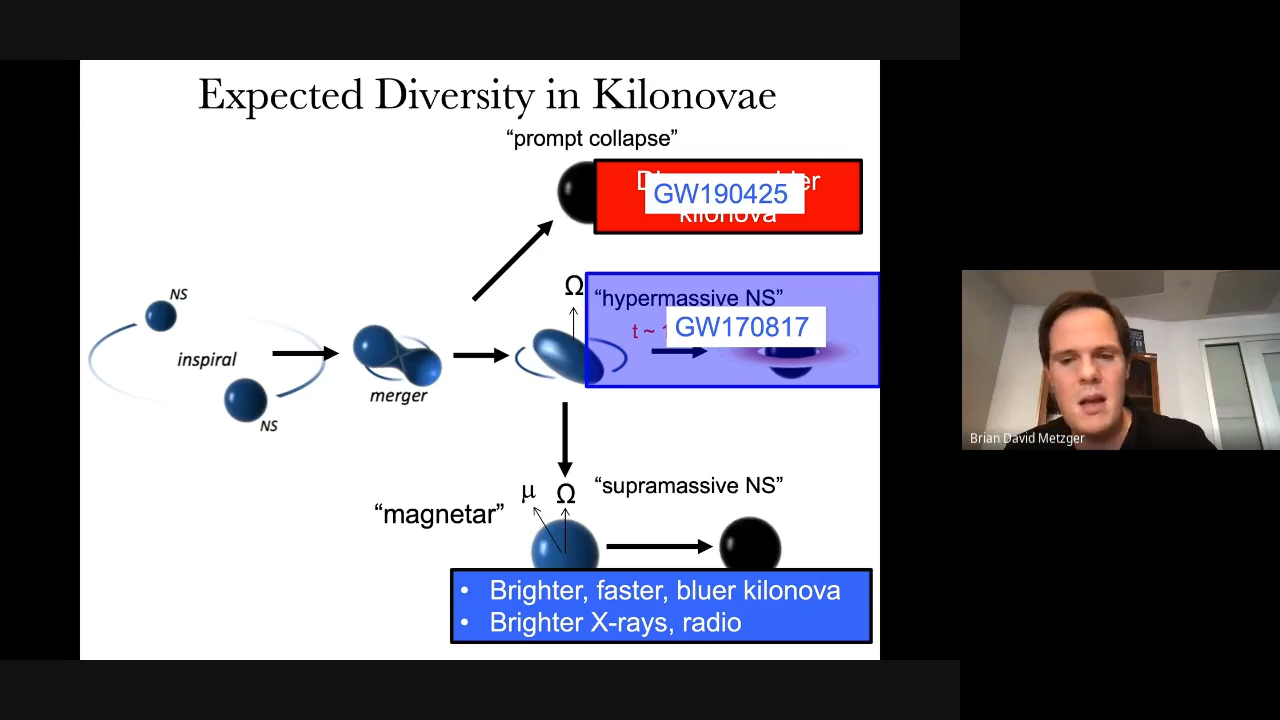 Expected Diversity in Kilonovae
“prompt collapse”
GW190425
kilonova
Ω
“hypermassive NS”
t ~
GW170817
NS
inspiral
NS
merger
μ Ω
“supramassive NS”
“magnetar”
• Brighter, faster, bluer kilonova
• Brighter X-rays, radio
Brian David Metzger